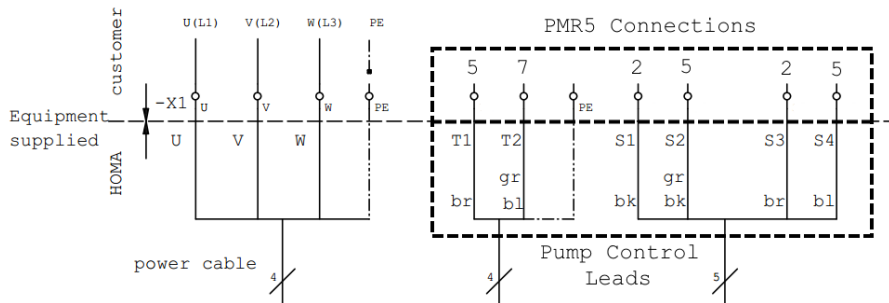 PMR5 Connections
customer
U(L1) V(L2) W(L3) PE
5 7 2 5 2 5
-X1 U V W PE PE
Equipment
supplied
HOMA
U V W T1 T2 S1 S2 S3 S4
gr gr
br bl bk bk br bl
power cable
Pump Control
Leads
4 4 5